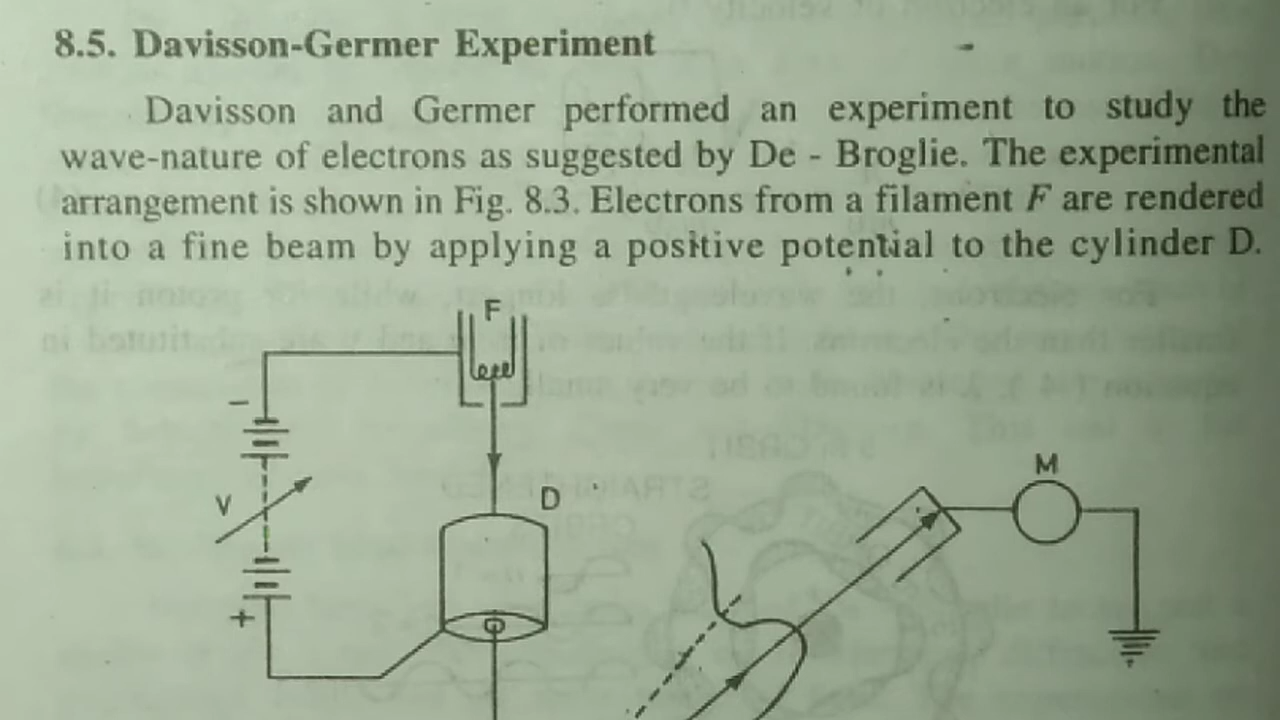 8.5. Davisson-Germer Experiment
Davisson and Germer performed an experiment to study the
wave-nature of electrons as suggested by De - Broglie. The experimental
arrangement is shown in Fig. 8.3. Electrons from a filament F are rendered
into a fine beam by applying a positive potential to the cylinder D.
F
−
M
V
D
+